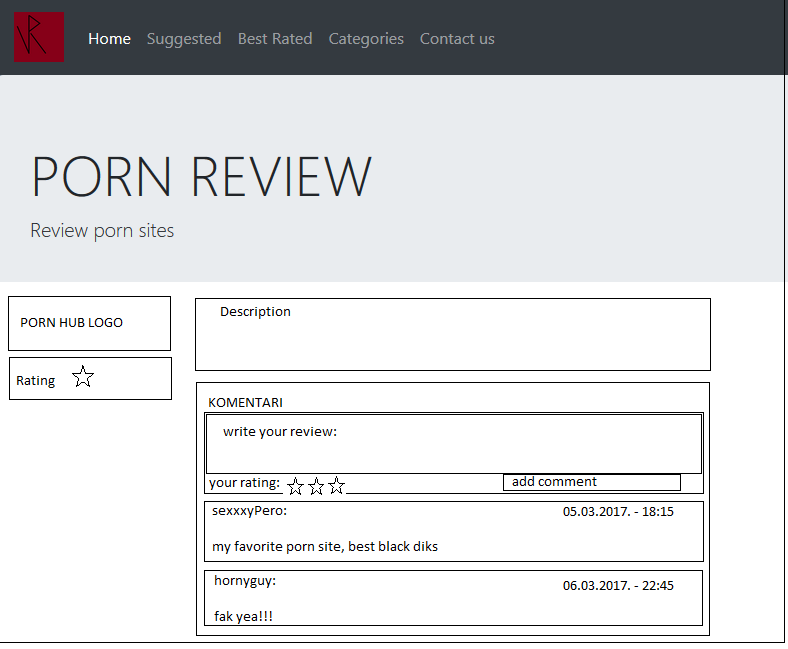 Home Suggested Best Rated Categories Contact us
PORN REVIEW
Review porn sites
PORN HUB LOGO
Rating
Description
KOMENTARI
write your review:
your rating:
add comment
sexxxyPero: 05.03.2017. - 18:15
my favorite porn site, best black diks
hornyguy: 06.03.2017. - 22:45
fak yea!!!